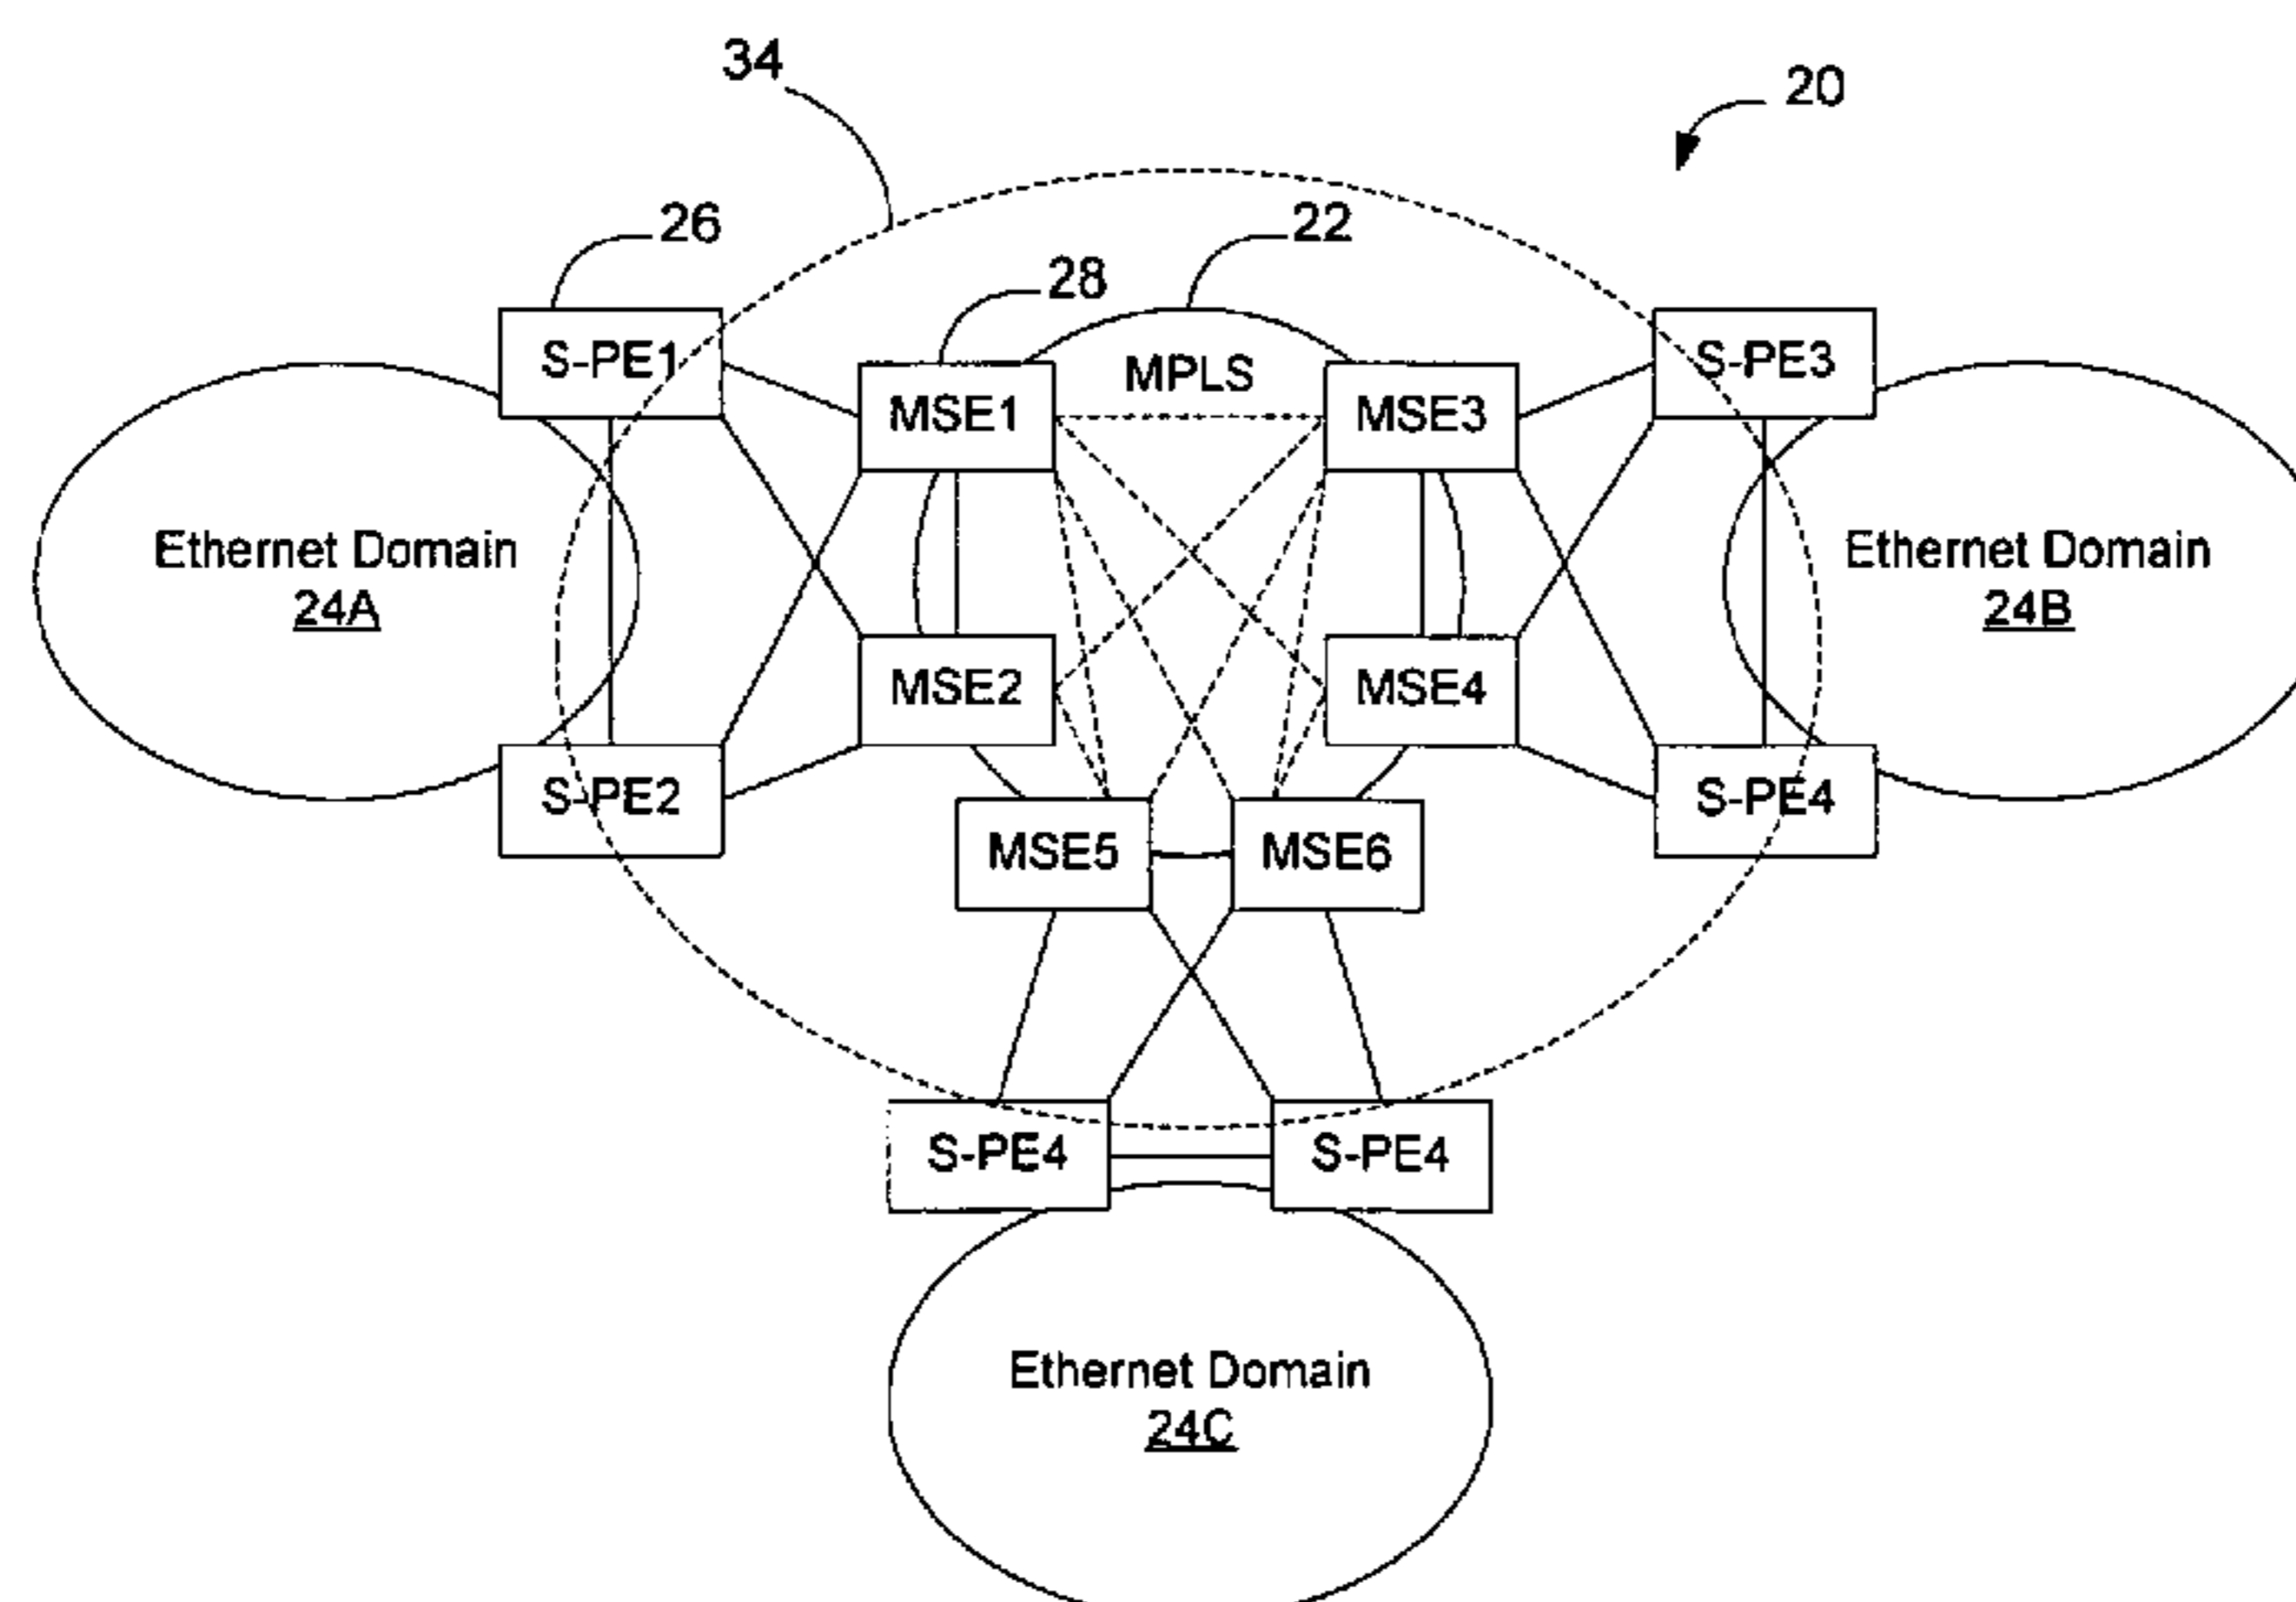 34
20
26
22
28
S-PE1
MPLS
S-PE3
MSE1
MSE3
Ethernet Domain
24A
Ethernet Domain
24B
MSE2
MSE4
S-PE2
S-PE4
MSE5
MSE6
S-PE4
S-PE4
Ethernet Domain
24C